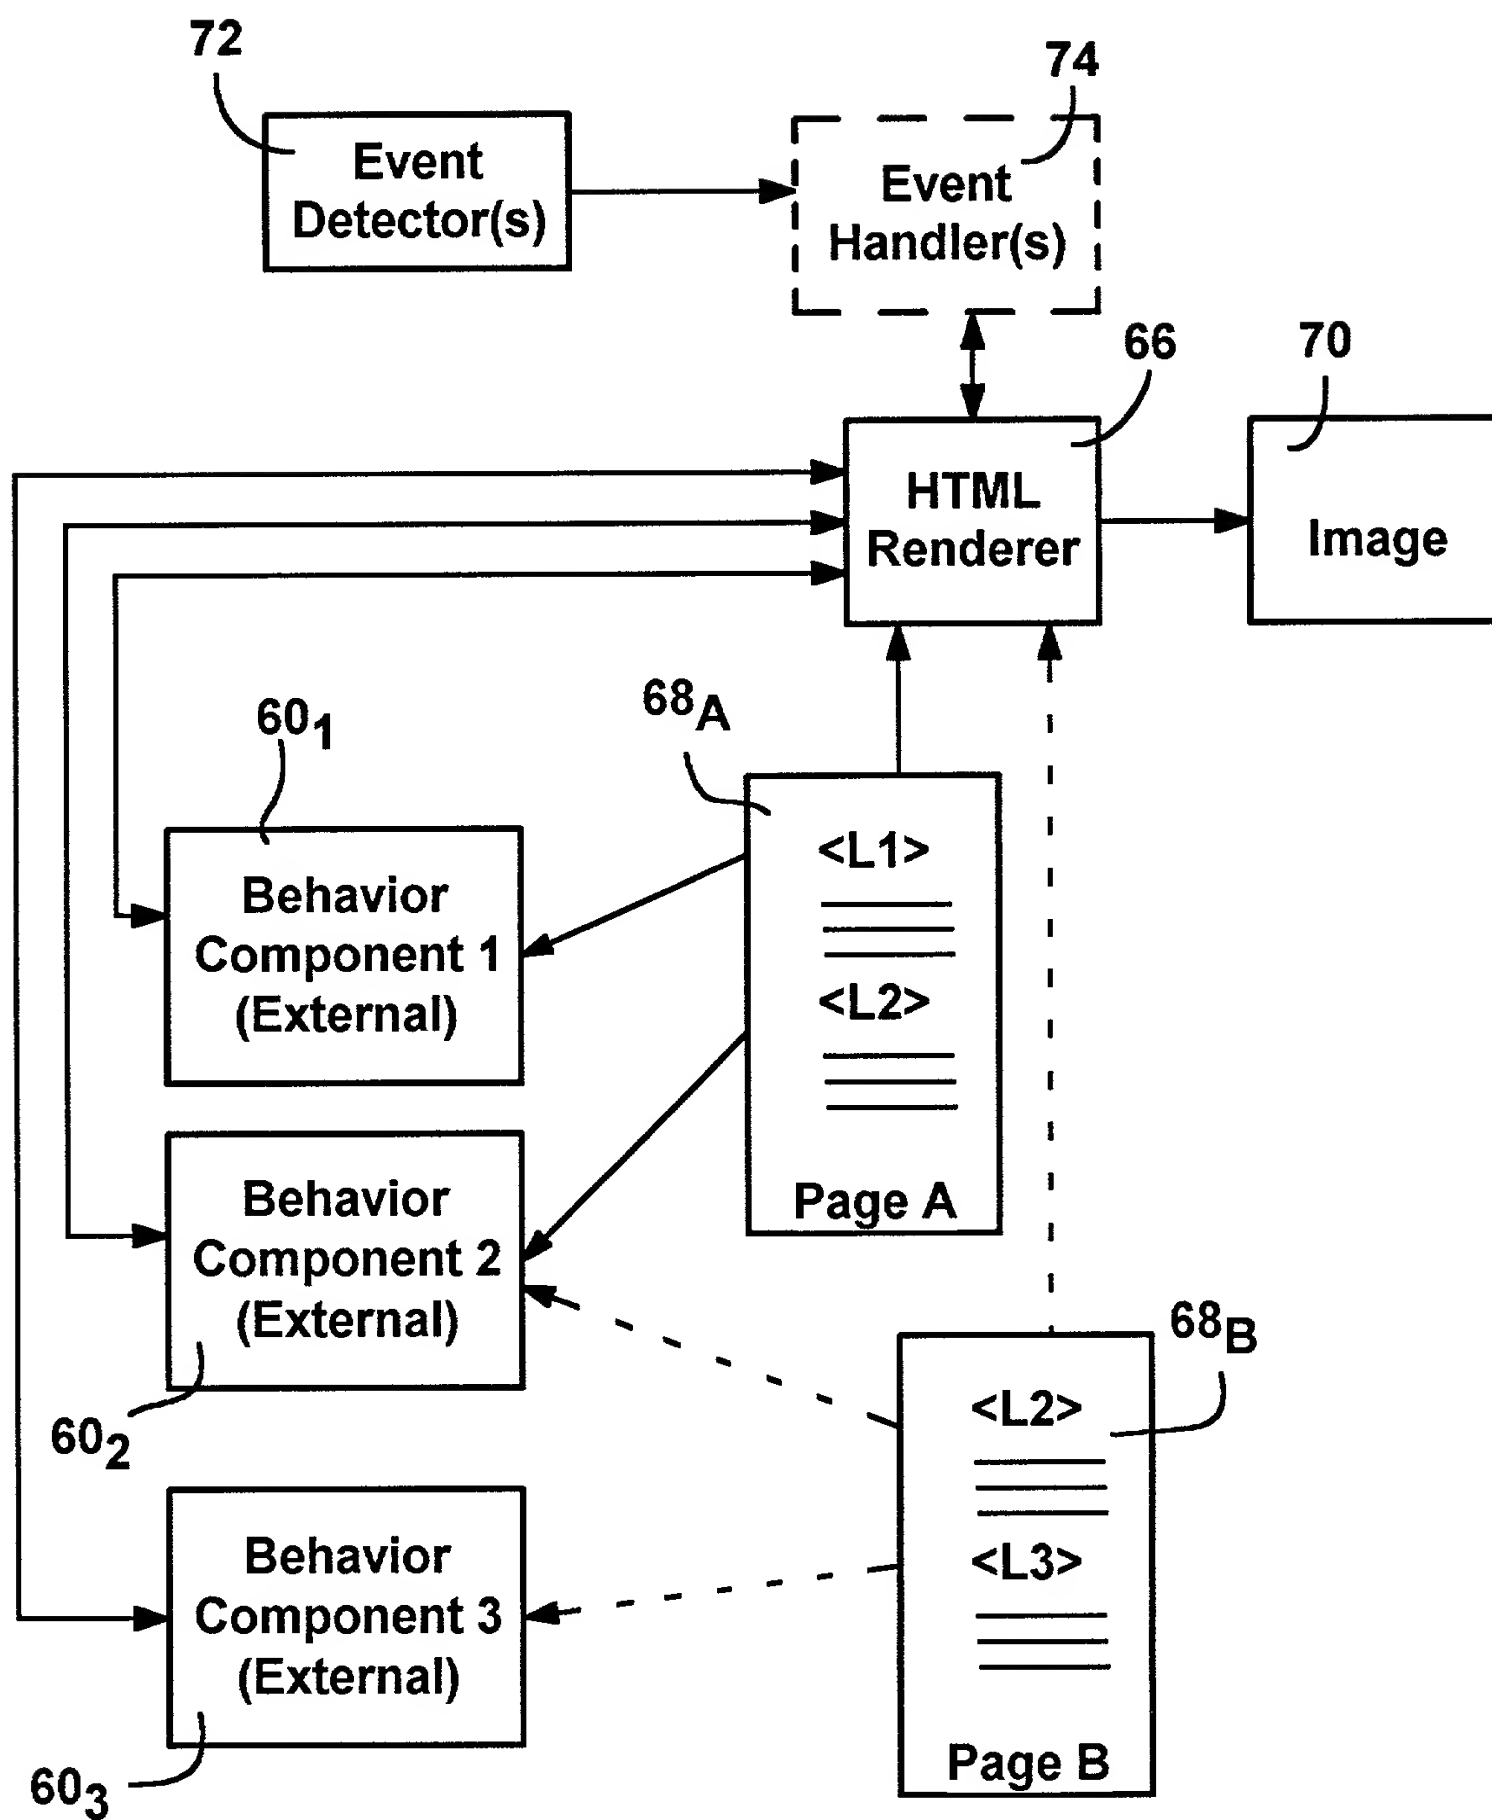 72
74
Event
Detector(s)
Event
Handler(s)
66
70
HTML
Renderer
Image
60₁
68A
Behavior
Component 1
(External)
<L1>
<L2>
Page A
Behavior
Component 2
(External)
60₂
68B
<L2>
<L3>
Page B
Behavior
Component 3
(External)
60₃